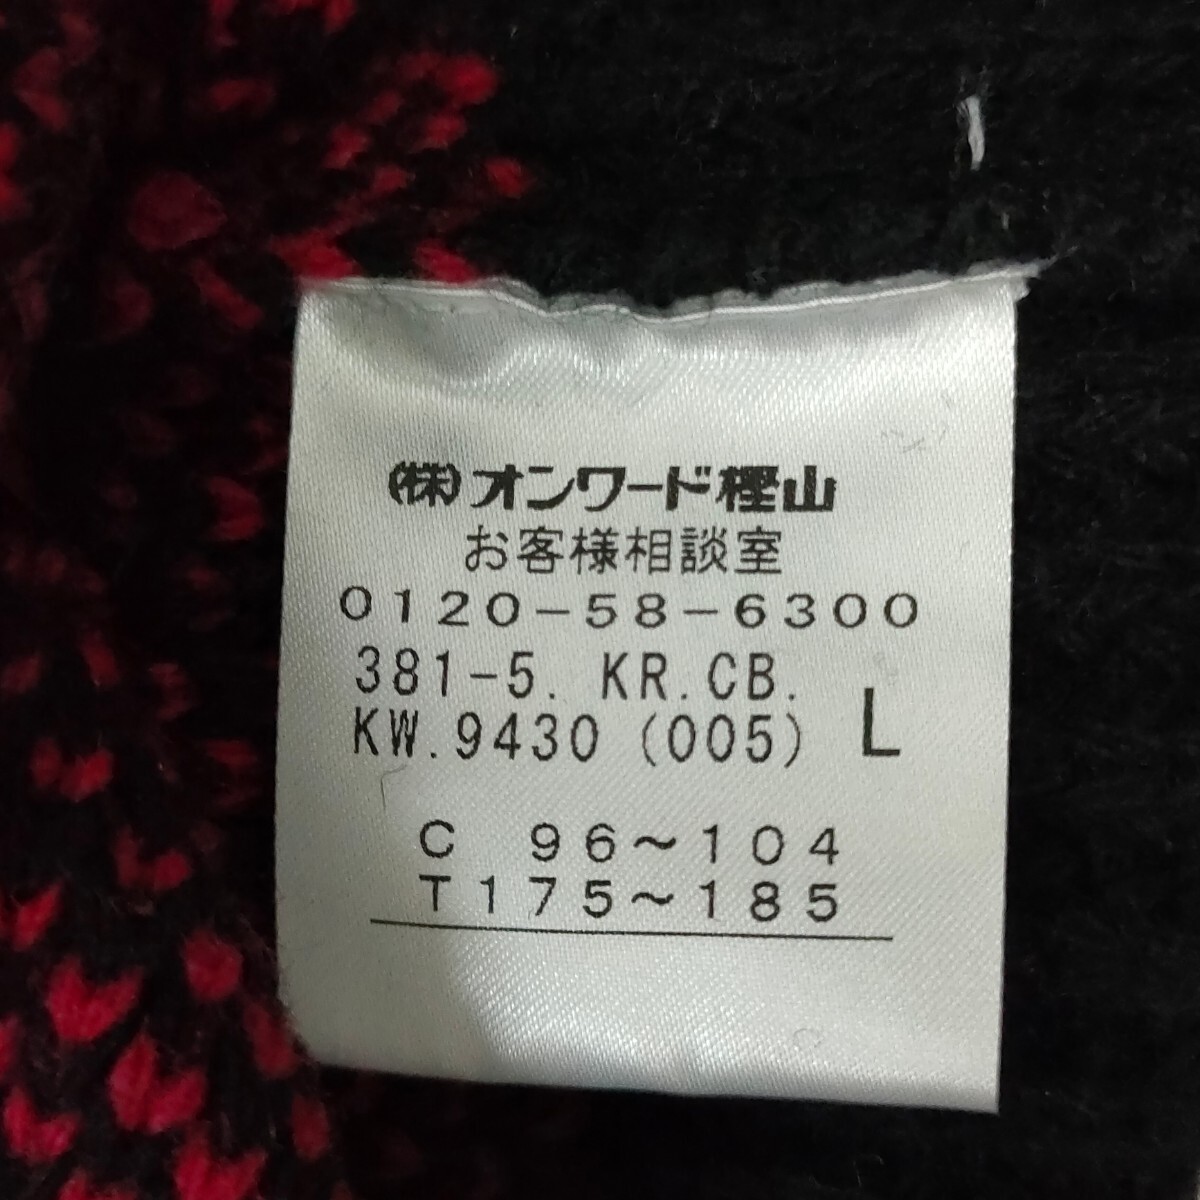 (株)オンワード樫山
お客様相談室
0120-58-6300
381-5. KR.CB.
KW.9430 (005) L
C 96~104
T175~185